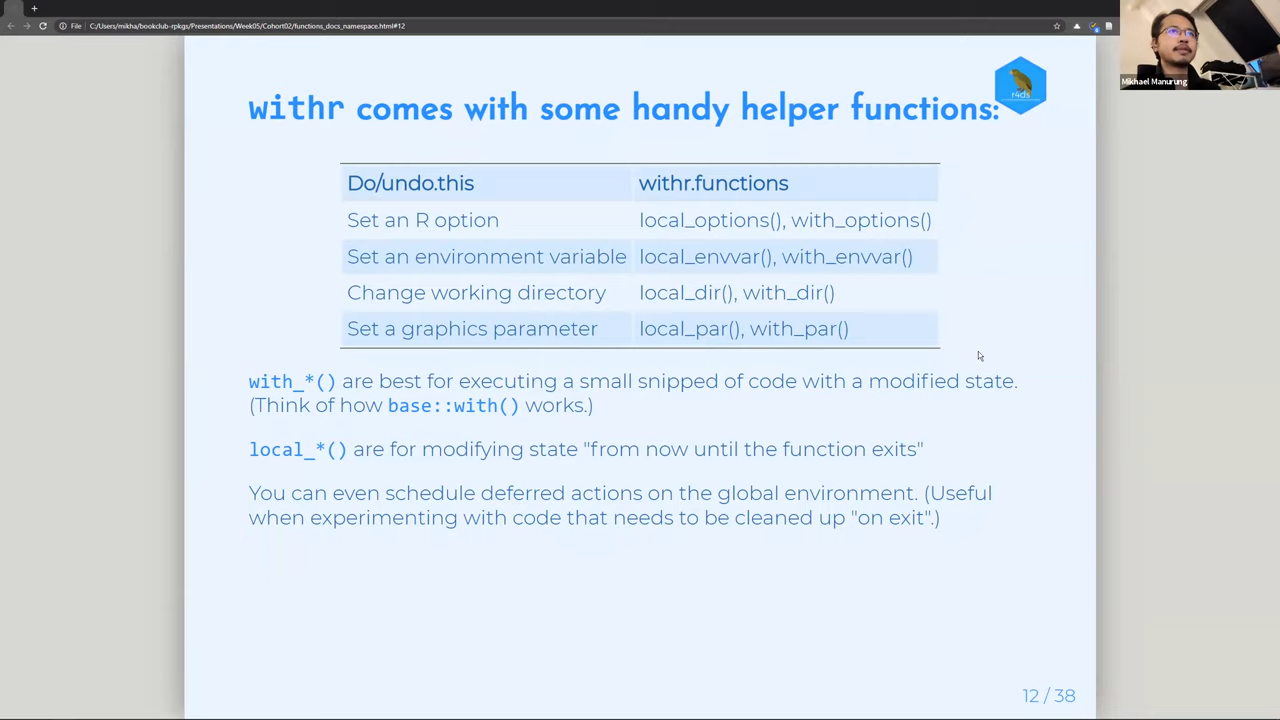 File
C:/Users/mikha/bookclub-rpkgs/Presentations/Week05/Cohort02/functions_docs_namespace.html#12
Mikhael Manurung
r4ds
withr comes with some handy helper functions:
Do/undo.this withr.functions
Set an R option local_options(), with_options()
Set an environment variable local_envvar(), with_envvar()
Change working directory local_dir(), with_dir()
Set a graphics parameter local_par(), with_par()
with_*() are best for executing a small snipped of code with a modified state.
(Think of how base::with() works.)
local_*() are for modifying state "from now until the function exits"
You can even schedule deferred actions on the global environment. (Useful
when experimenting with code that needs to be cleaned up "on exit".)
12 / 38